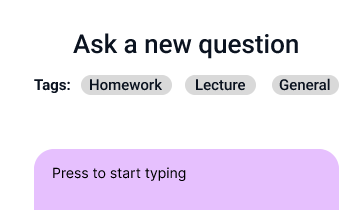 Ask a new question
Tags: Homework Lecture General
Press to start typing